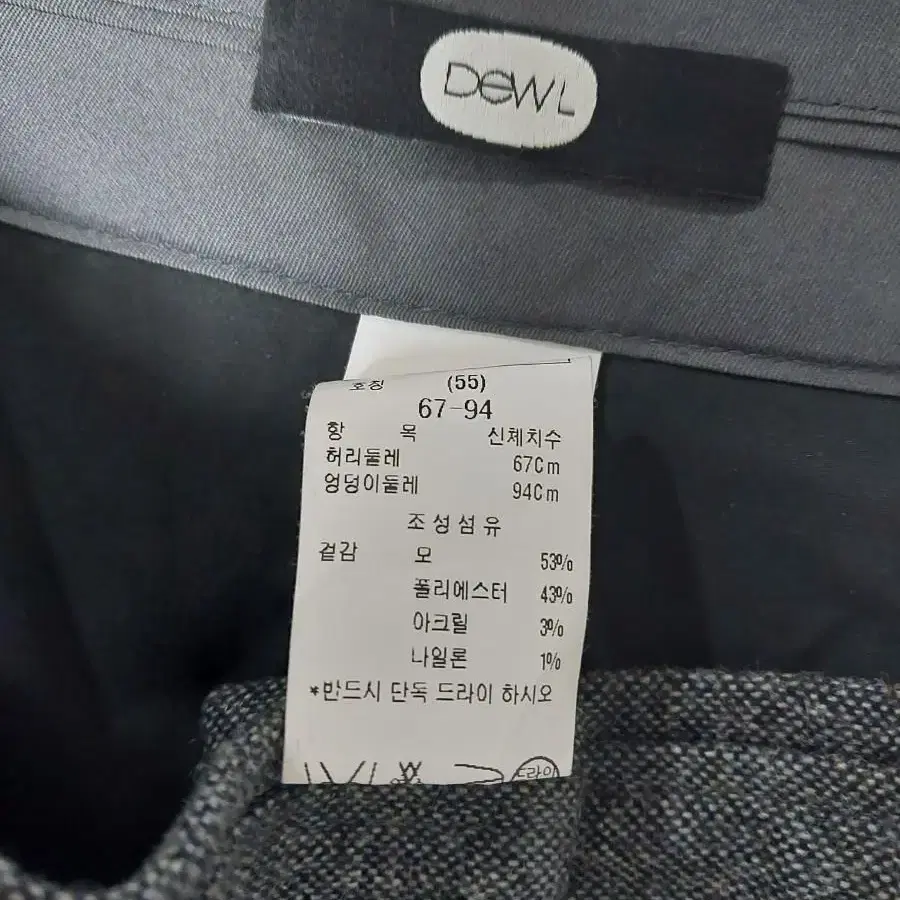 DeWL
호칭 (55)
67-94
항 목 신체치수
허리둘레 67Cm
엉덩이둘레 94Cm
조성섬유
겉감 모 53%
폴리에스터 43%
아크릴 3%
나일론 1%
*반드시 단독 드라이 하시오
드라이